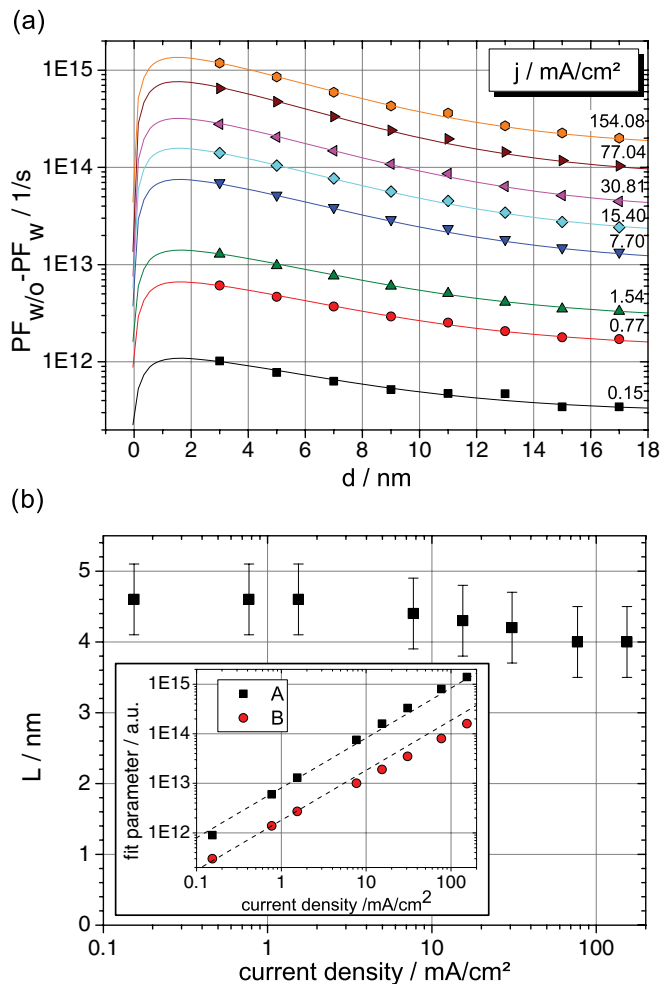 (a)
1E15
1E14
1E13
1E12
PF_w/o-PF_w / 1/s
j / mA/cm²
154.08
77.04
30.81
15.40
7.70
1.54
0.77
0.15
0 2 4 6 8 10 12 14 16 18
d / nm
(b)
5
4
3
2
1
0
L / nm
A
B
1E15
1E14
1E13
1E12
fit parameter / a.u.
0.1 1 10 100
current density /mA/cm²
0.1 1 10 100
current density / mA/cm²